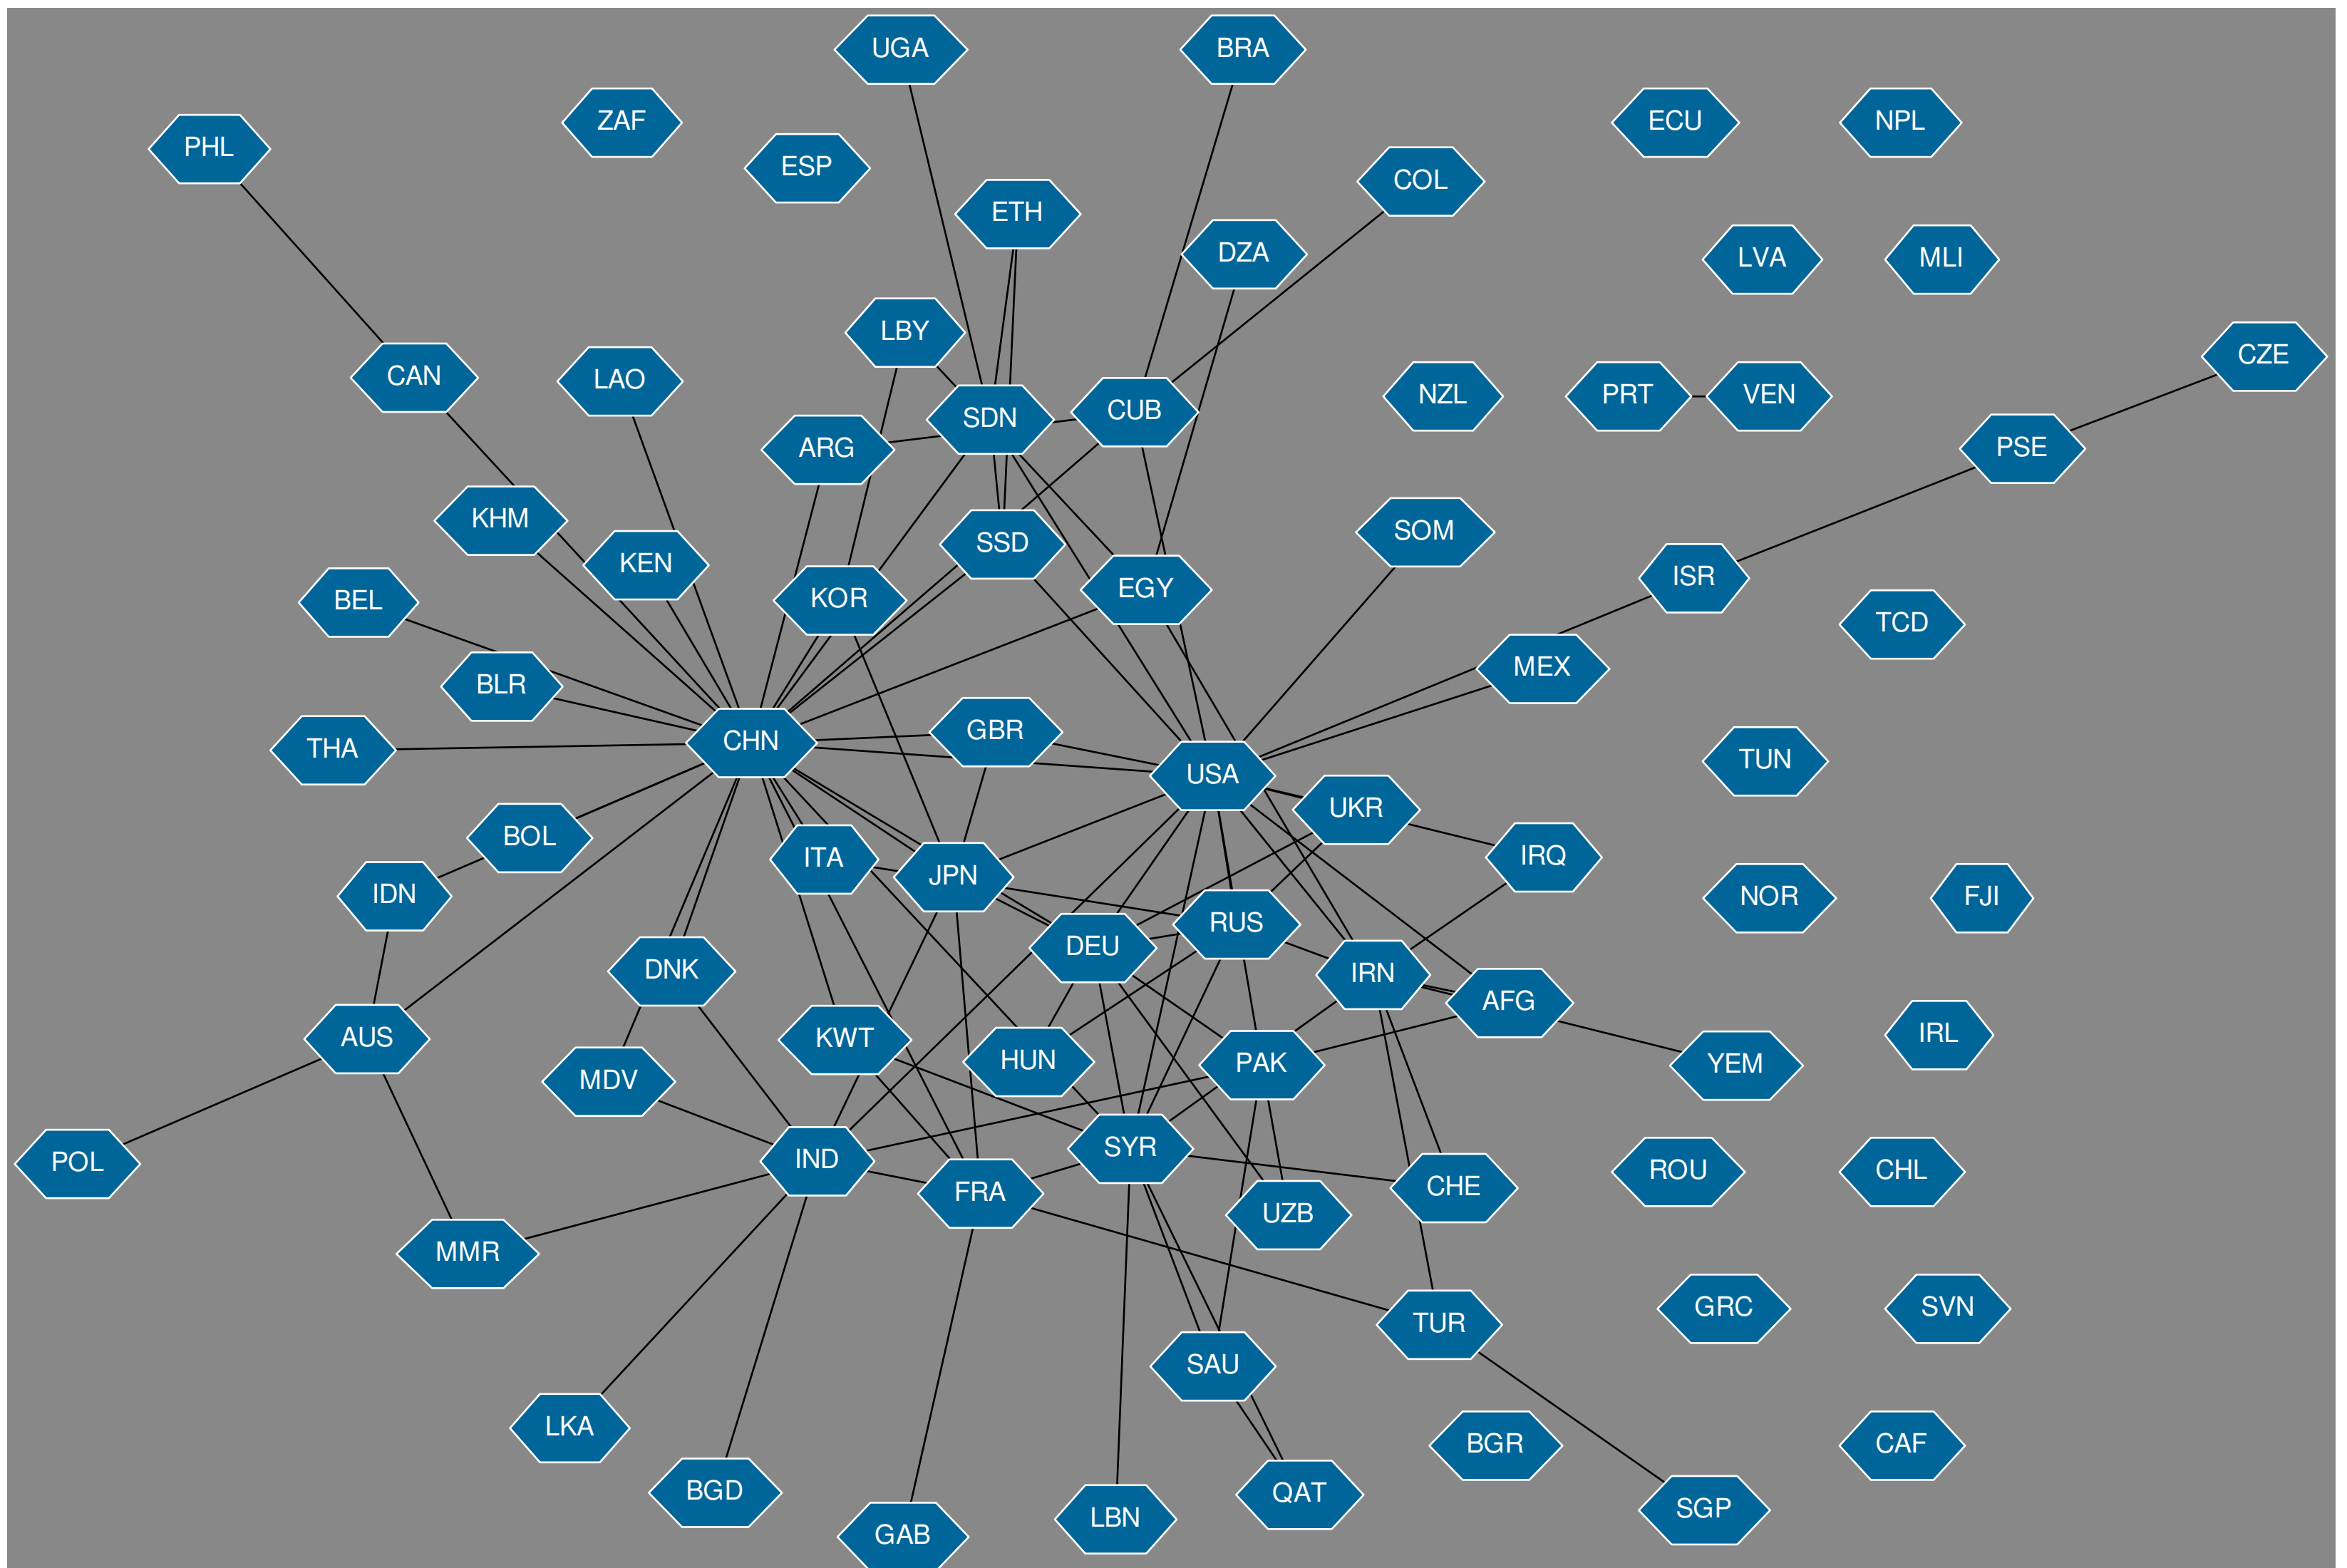 UGA
BRA
ZAF
ECU
NPL
PHL
ESP
COL
ETH
DZA
LVA
MLI
LBY
CZE
CAN
LAO
NZL
PRT
VEN
SDN
CUB
ARG
PSE
KHM
SOM
SSD
KEN
ISR
EGY
KOR
BEL
TCD
MEX
BLR
GBR
CHN
THA
TUN
USA
UKR
BOL
ITA
IRQ
JPN
IDN
NOR
FJI
RUS
DEU
DNK
IRN
AFG
AUS
KWT
IRL
HUN
PAK
YEM
MDV
SYR
IND
POL
ROU
CHL
CHE
FRA
UZB
MMR
GRC
SVN
TUR
SAU
LKA
BGR
CAF
BGD
QAT
SGP
LBN
GAB